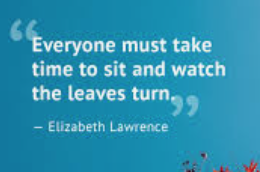 “Everyone must take
time to sit and watch
the leaves turn.”
— Elizabeth Lawrence